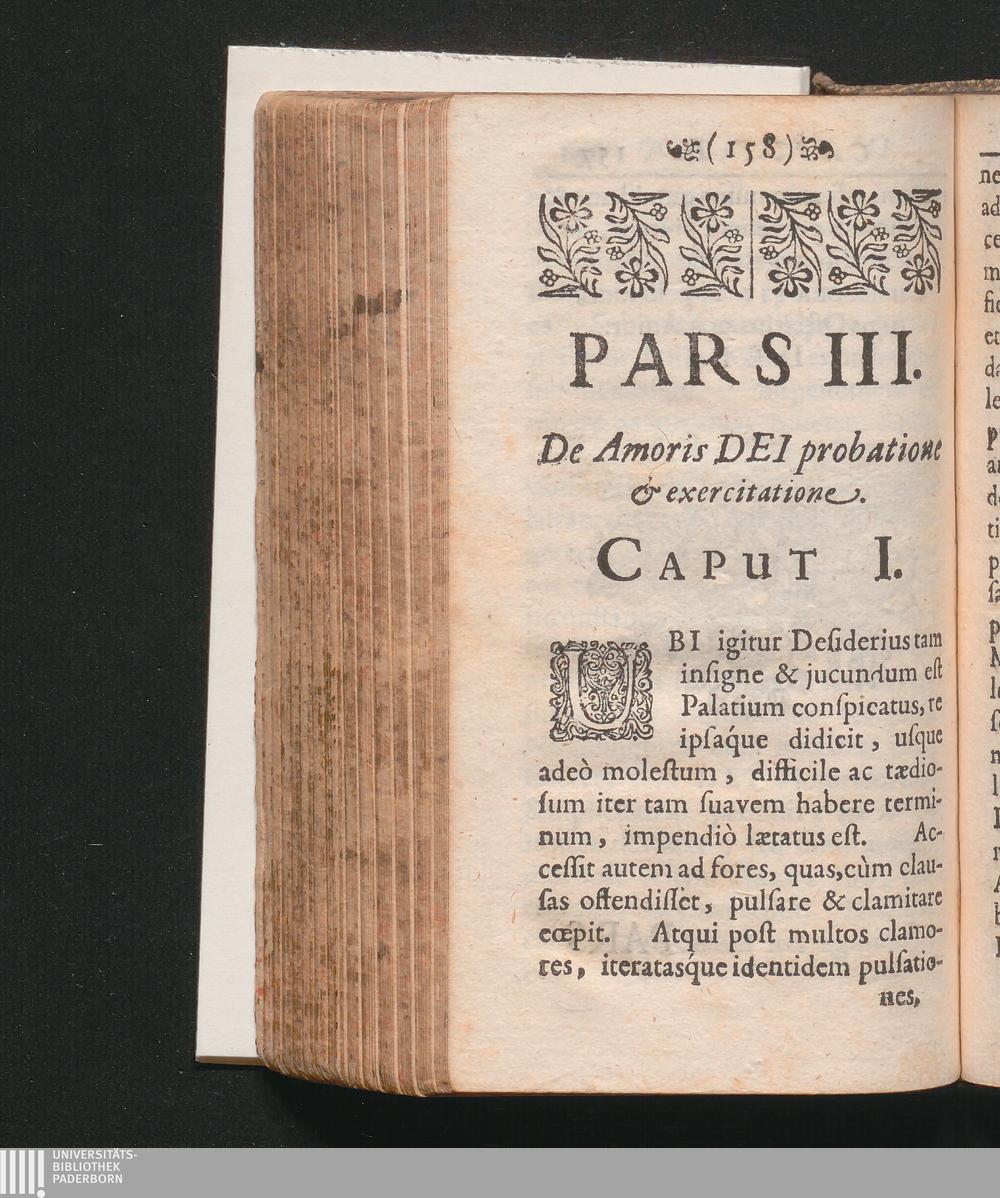 (158)
PARS III.
De Amoris DEI probatione
& exercitatione.
CAPUT I.
UBI igitur Deſiderius tam
inſigne & jucundum eſt
Palatium conſpicatus, re
ipſáque didicit, uſque
adeò moleſtum, difficile ac tædio-
ſum iter tam ſuavem habere termi-
num, impendiò lætatus eſt. Ac-
ceſſit autem ad fores, quas, cùm clau-
ſas oſtendiſſet, pulſare & clamitare
cœpit. Atqui poſt multos clamo-
res, iteratasque identidem pulſatio-
nes,
UNIVERSITÄTS-
BIBLIOTHEK
PADERBORN